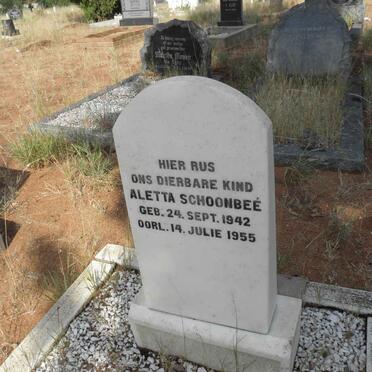 HIER RUS
ONS DIERBARE KIND
ALETTA SCHOONBEÉ
GEB. 24. SEPT. 1942
OORL. 14. JULIE 1955